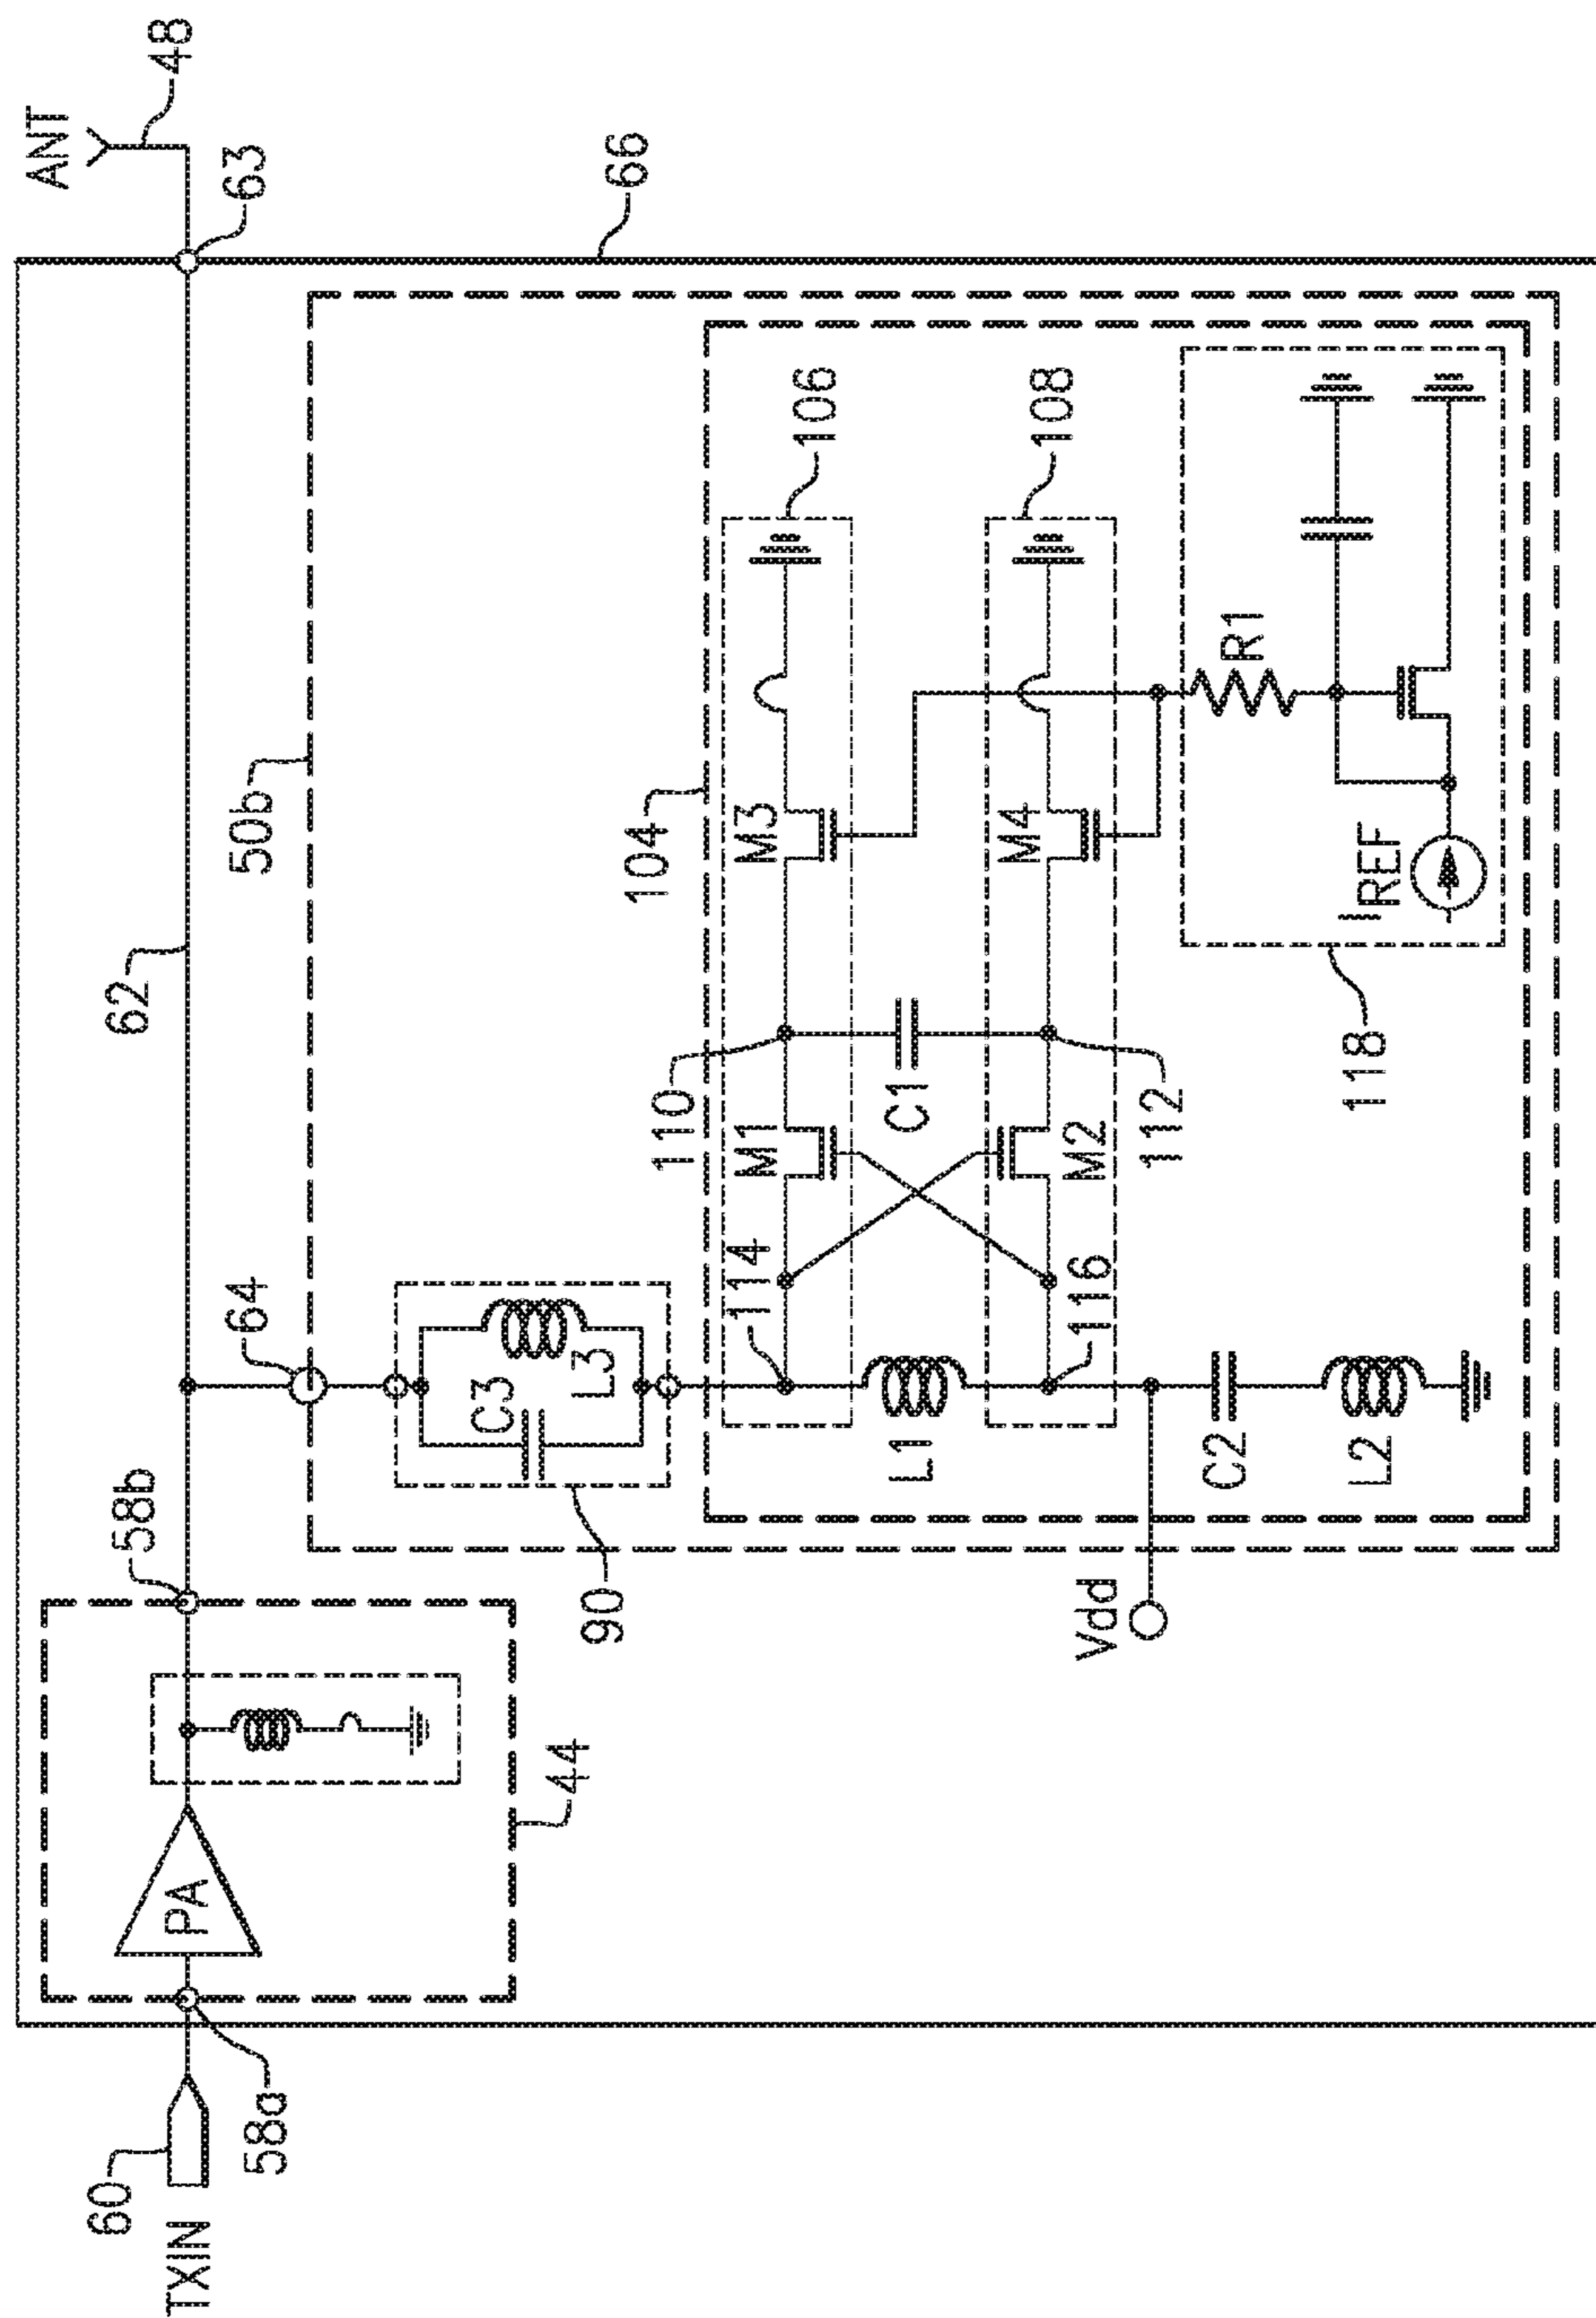 ANT
48
63
66
62
64
58b
PA
44
58a
60
TXIN
50b
90
C3
L3
104
106
M3
110
M1
114
C1
108
M4
M2
112
116
L1
Vdd
C2
L2
R1
IREF
118